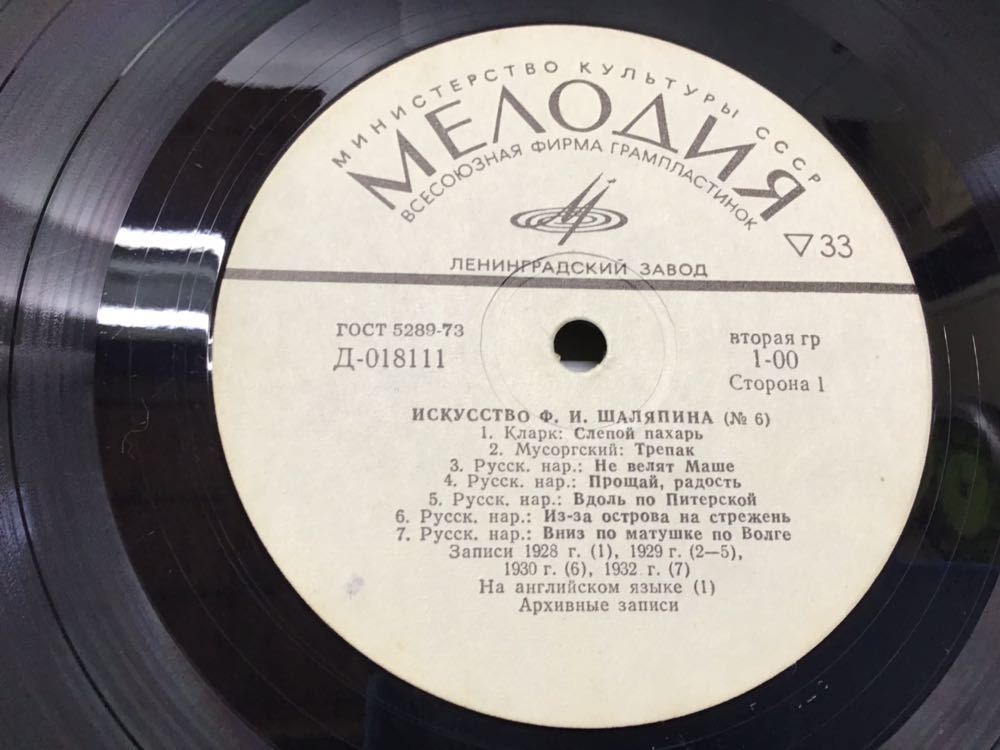 МИНИСТЕРСТВО КУЛЬТУРЫ СССР
МЕЛОДИЯ
ВСЕСОЮЗНАЯ ФИРМА ГРАМПЛАСТИНОК
▽33
ЛЕНИНГРАДСКИЙ ЗАВОД
ГОСТ 5289-73
Д-018111
вторая гр
1-00
Сторона 1
ИСКУССТВО Ф. И. ШАЛЯПИНА (№ 6)
1. Кларк: Слепой пахарь
2. Мусоргский: Трепак
3. Русск. нар.: Не велят Маше
4. Русск. нар.: Прощай, радость
5. Русск. нар.: Вдоль по Питерской
6. Русск. нар.: Из-за острова на стрежень
7. Русск. нар.: Вниз по матушке по Волге
Записи 1928 г. (1), 1929 г. (2—5),
1930 г. (6), 1932 г. (7)
На английском языке (1)
Архивные записи